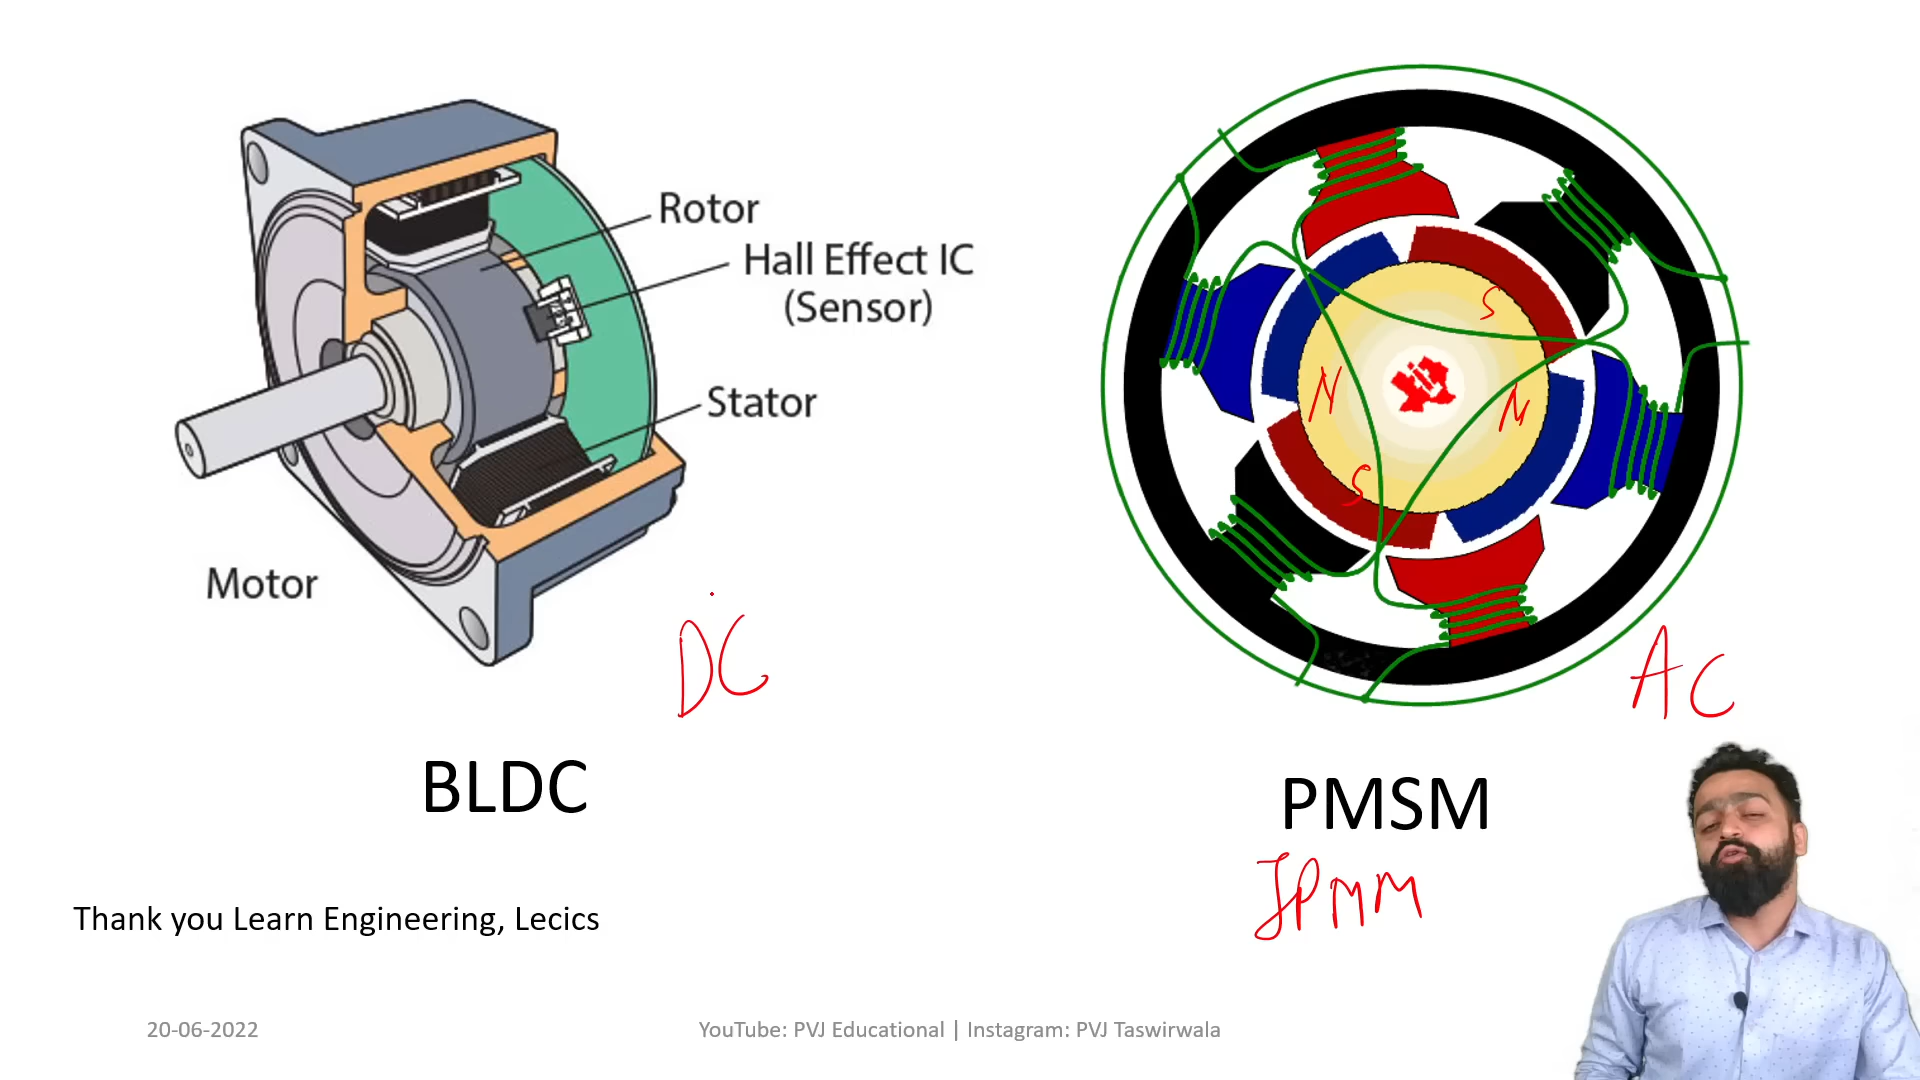 Rotor
Hall Effect IC
(Sensor)
Stator
Motor
DC
BLDC
S
N
N
S
AC
PMSM
IPMM
Thank you Learn Engineering, Lecics
20-06-2022
YouTube: PVJ Educational | Instagram: PVJ Taswirwala